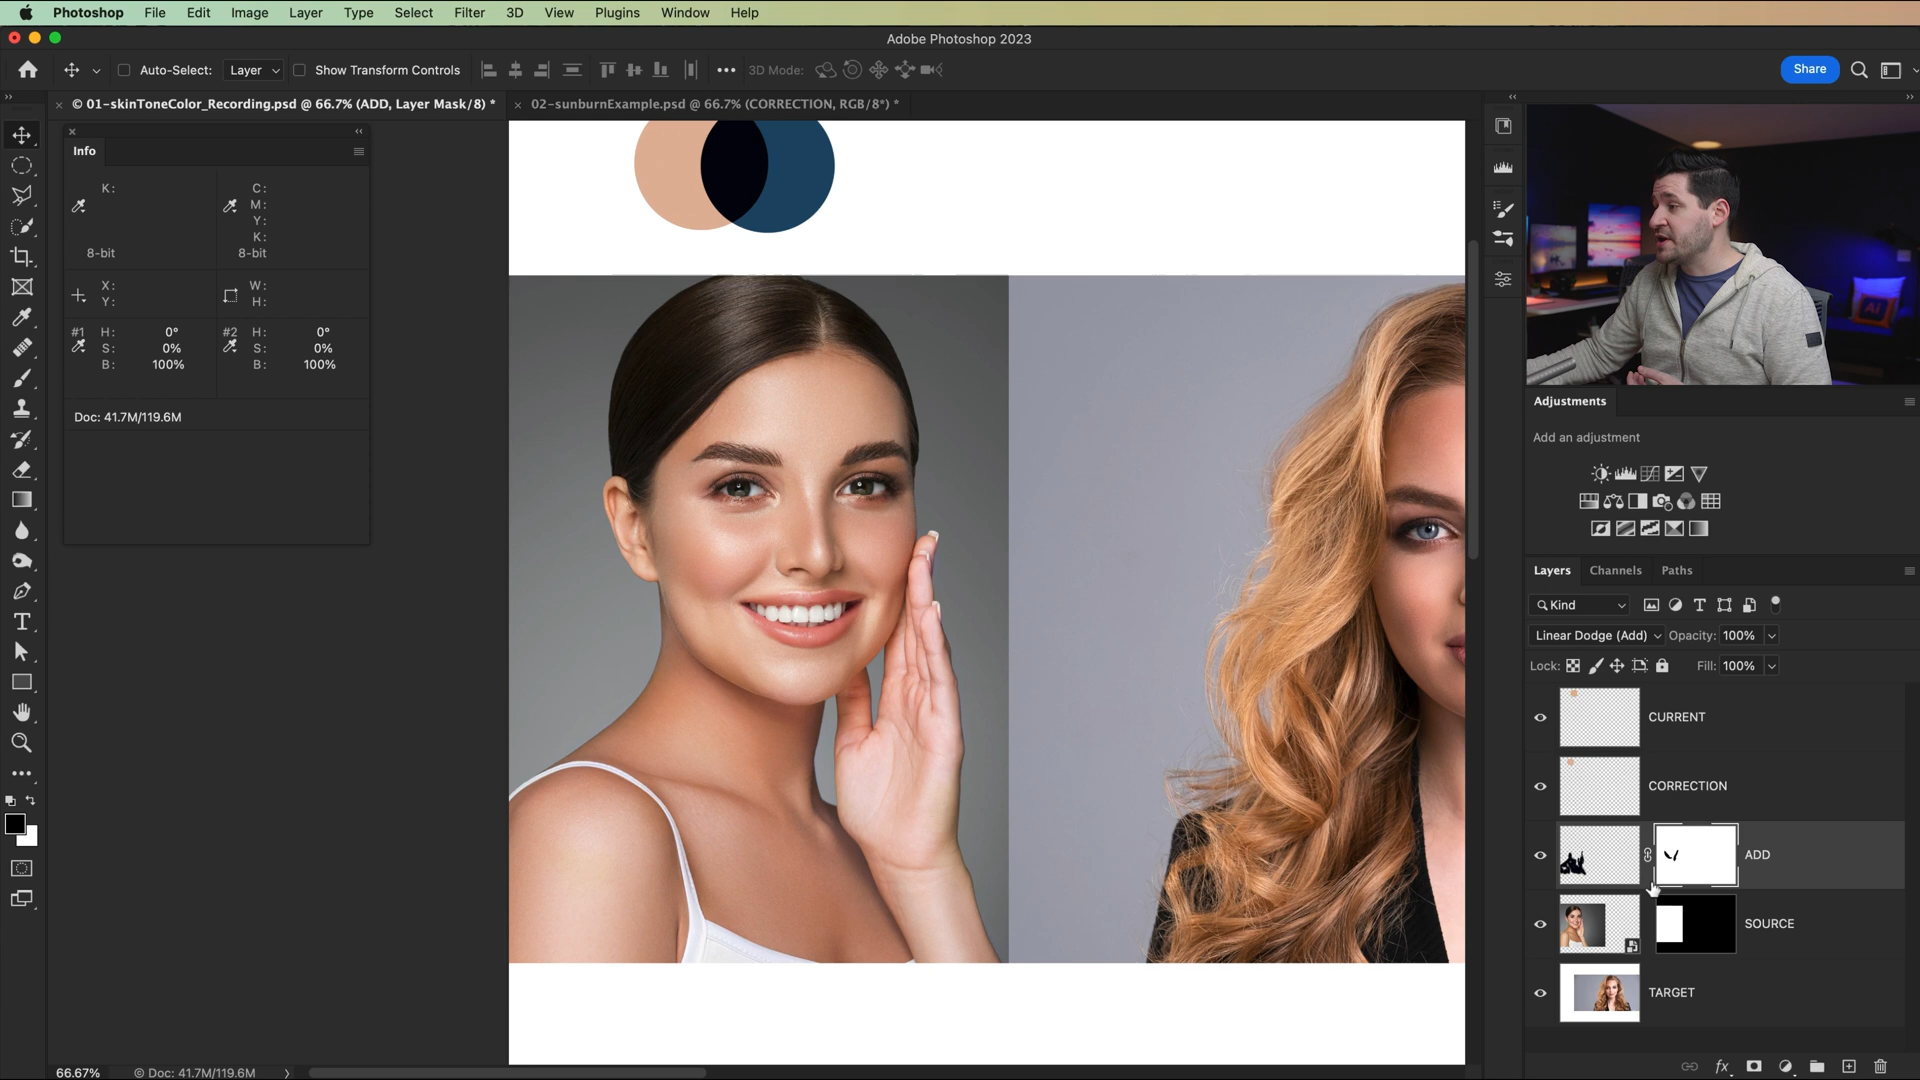 Photoshop File Edit Image Layer Type Select Filter 3D View Plugins Window Help
Adobe Photoshop 2023
Auto-Select: Layer Show Transform Controls 3D Mode: Share
© 01-skinToneColor_Recording.psd @ 66.7% (ADD, Layer Mask/8) * 02-sunburnExample.psd @ 66.7% (CORRECTION, RGB/8*) *
Info
K: C:
M:
Y:
K:
8-bit 8-bit
X: W:
Y: H:
#1 H: 0° #2 H: 0°
S: 0% S: 0%
B: 100% B: 100%
Doc: 41.7M/119.6M
Adjustments
Add an adjustment
Layers Channels Paths
Kind
Linear Dodge (Add) Opacity: 100%
Lock: Fill: 100%
CURRENT
CORRECTION
ADD
SOURCE
TARGET
fx
66.67% © Doc: 41.7M/119.6M